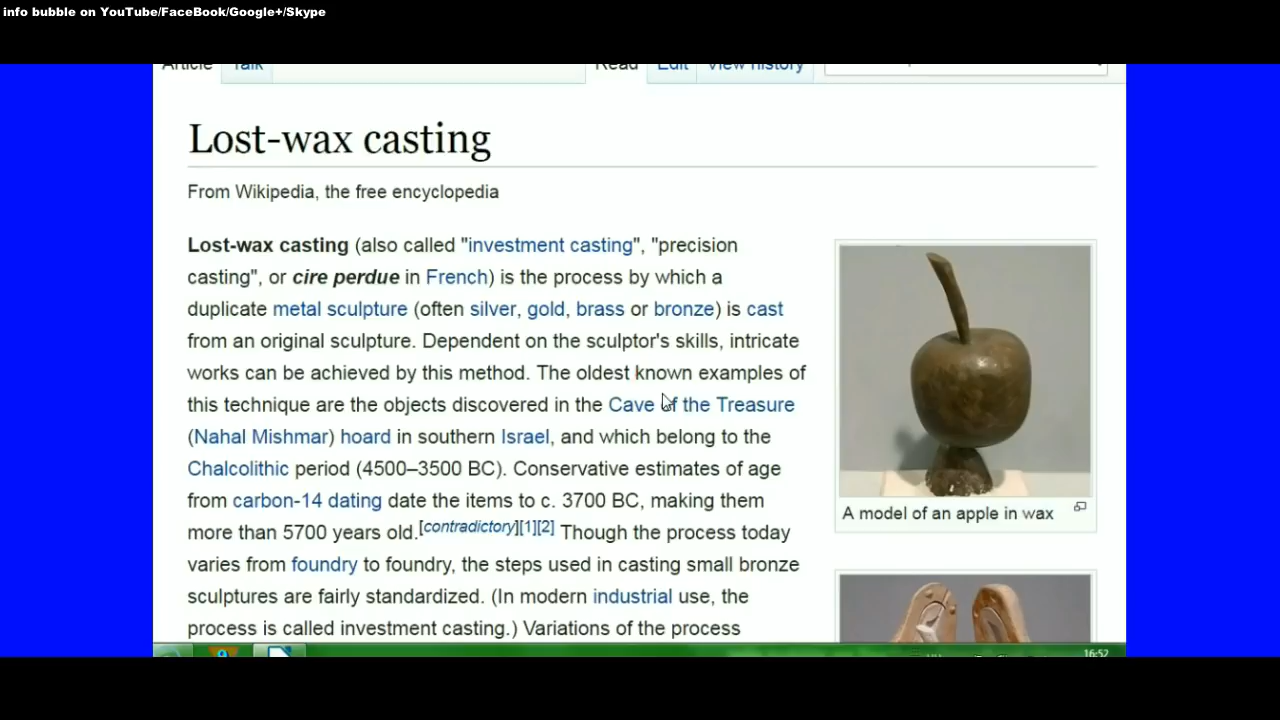 info bubble on YouTube/FaceBook/Google+/Skype
Article Talk Read Edit View history
Lost-wax casting
From Wikipedia, the free encyclopedia
Lost-wax casting (also called "investment casting", "precision
casting", or cire perdue in French) is the process by which a
duplicate metal sculpture (often silver, gold, brass or bronze) is cast
from an original sculpture. Dependent on the sculptor's skills, intricate
works can be achieved by this method. The oldest known examples of
this technique are the objects discovered in the Cave of the Treasure
(Nahal Mishmar) hoard in southern Israel, and which belong to the
Chalcolithic period (4500–3500 BC). Conservative estimates of age
from carbon-14 dating date the items to c. 3700 BC, making them
more than 5700 years old.[contradictory][1][2] Though the process today
varies from foundry to foundry, the steps used in casting small bronze
sculptures are fairly standardized. (In modern industrial use, the
process is called investment casting.) Variations of the process
A model of an apple in wax
16:52